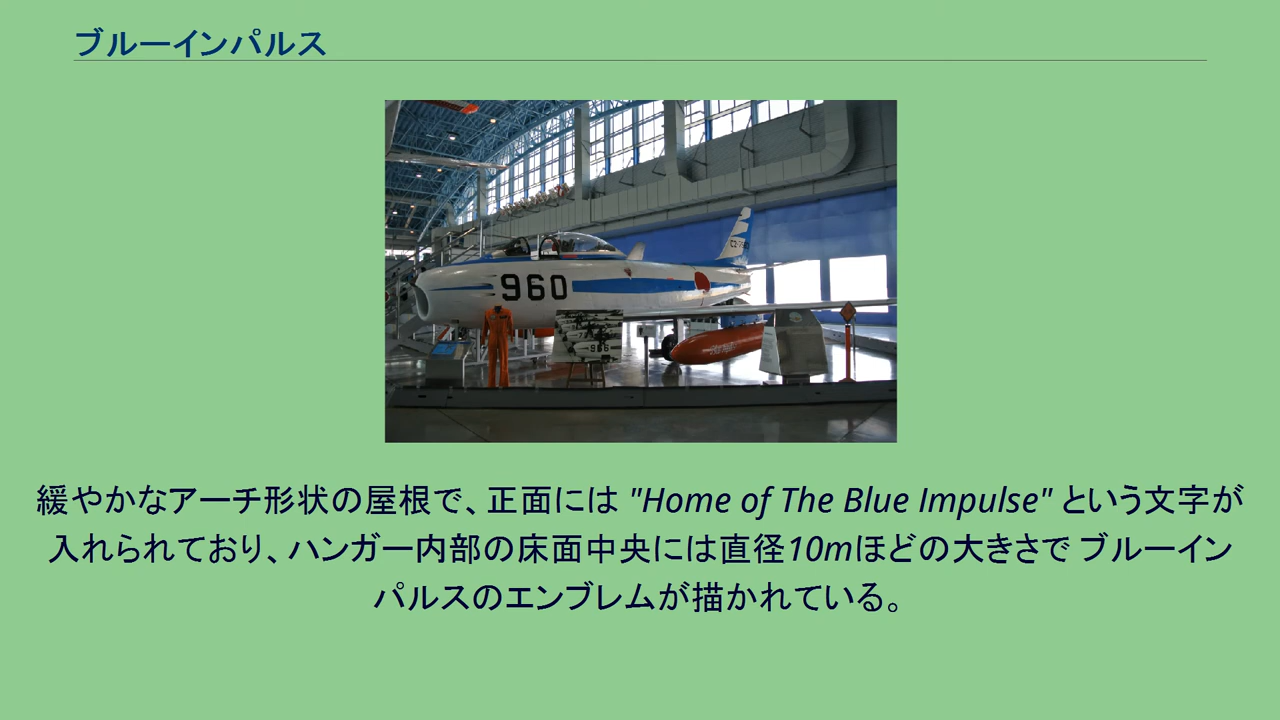 ブルーインパルス
960
緩やかなアーチ形状の屋根で、正面には "Home of The Blue Impulse" という文字が
入れられており、ハンガー内部の床面中央には直径10mほどの大きさで ブルーイン
パルスのエンブレムが描かれている。